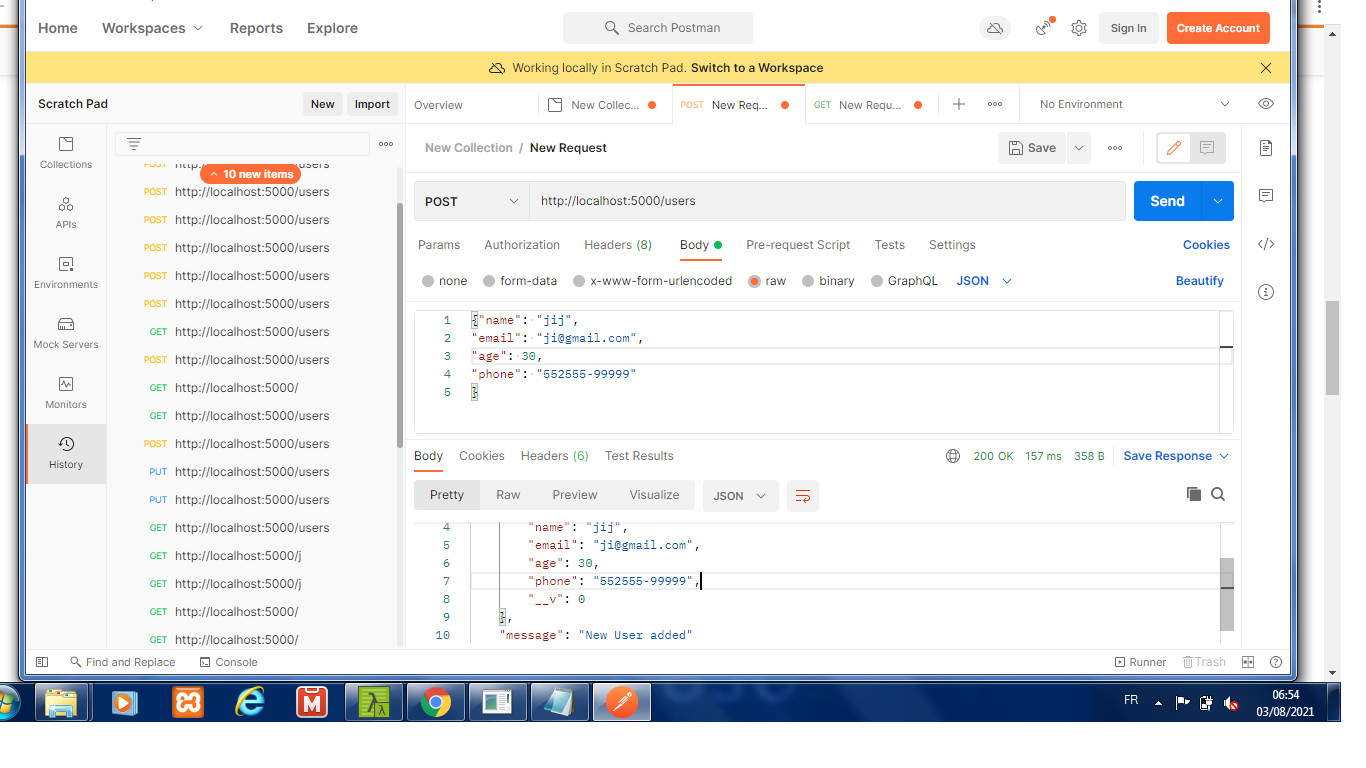 Home Workspaces Reports Explore Search Postman Sign In Create Account
Working locally in Scratch Pad. Switch to a Workspace
Scratch Pad New Import
Overview New Collec... POST New Req... GET New Requ... No Environment
Collections
APIs
Environments
Mock Servers
Monitors
History
10 new items
POST http://localhost:5000/users
POST http://localhost:5000/users
POST http://localhost:5000/users
POST http://localhost:5000/users
POST http://localhost:5000/users
POST http://localhost:5000/users
GET http://localhost:5000/users
POST http://localhost:5000/users
GET http://localhost:5000/
GET http://localhost:5000/users
POST http://localhost:5000/users
PUT http://localhost:5000/users
PUT http://localhost:5000/users
GET http://localhost:5000/users
GET http://localhost:5000/j
GET http://localhost:5000/j
GET http://localhost:5000/
GET http://localhost:5000/
New Collection / New Request Save
POST http://localhost:5000/users Send
Params Authorization Headers (8) Body Pre-request Script Tests Settings Cookies
none form-data x-www-form-urlencoded raw binary GraphQL JSON Beautify
1 {"name": "jij",
2 "email": "ji@gmail.com",
3 "age": 30,
4 "phone": "552555-99999"
5 }
Body Cookies Headers (6) Test Results 200 OK 157 ms 358 B Save Response
Pretty Raw Preview Visualize JSON
4 "name": "jij",
5 "email": "ji@gmail.com",
6 "age": 30,
7 "phone": "552555-99999",
8 "__v": 0
9 },
10 "message": "New User added"
Find and Replace Console Runner Trash
FR 06:54
03/08/2021